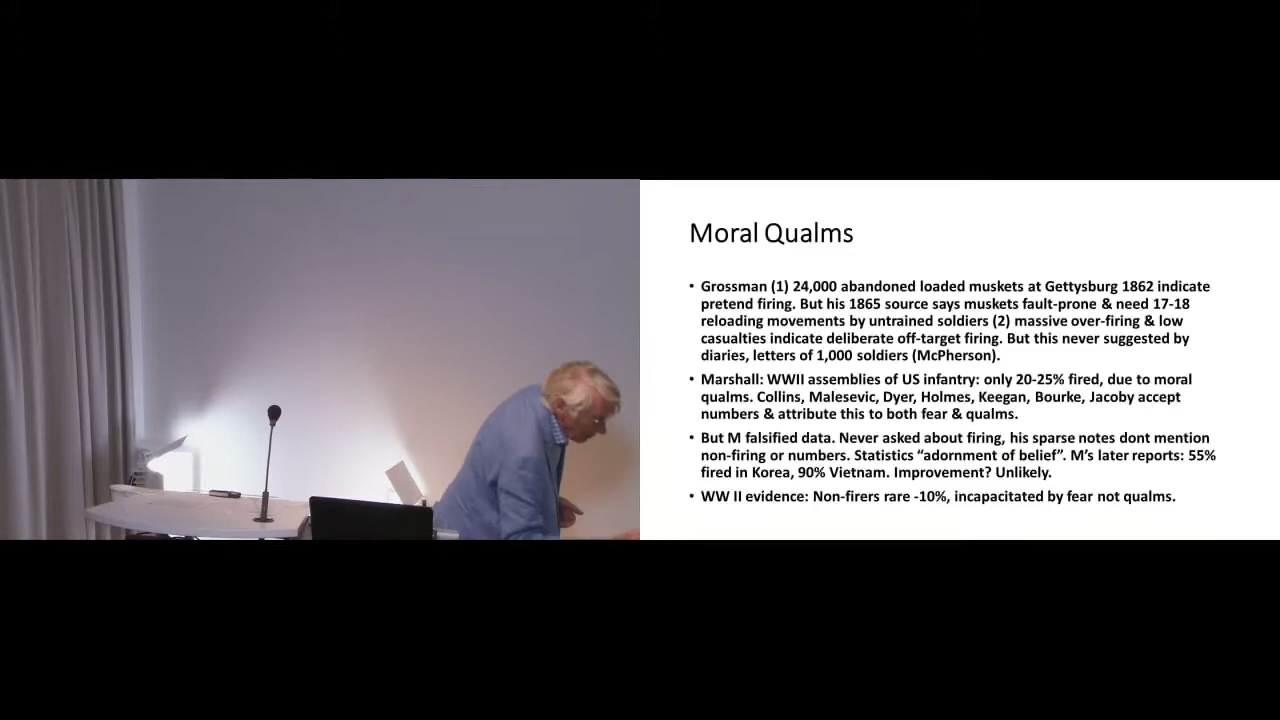 Moral Qualms
• Grossman (1) 24,000 abandoned loaded muskets at Gettysburg 1862 indicate
pretend firing. But his 1865 source says muskets fault-prone & need 17-18
reloading movements by untrained soldiers (2) massive over-firing & low
casualties indicate deliberate off-target firing. But this never suggested by
diaries, letters of 1,000 soldiers (McPherson).
• Marshall: WWII assemblies of US infantry: only 20-25% fired, due to moral
qualms. Collins, Malesevic, Dyer, Holmes, Keegan, Bourke, Jacoby accept
numbers & attribute this to both fear & qualms.
• But M falsified data. Never asked about firing, his sparse notes dont mention
non-firing or numbers. Statistics “adornment of belief”. M’s later reports: 55%
fired in Korea, 90% Vietnam. Improvement? Unlikely.
• WW II evidence: Non-firers rare -10%, incapacitated by fear not qualms.